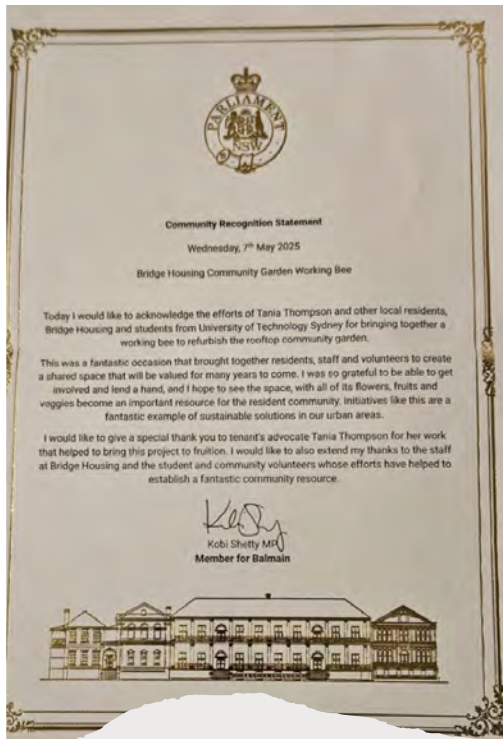 PARLIAMENT
NSW
Community Recognition Statement
Wednesday, 7th May 2025
Bridge Housing Community Garden Working Bee
Today I would like to acknowledge the efforts of Tania Thompson and other local residents,
Bridge Housing and students from University of Technology Sydney for bringing together a
working bee to refurbish the rooftop community garden.
This was a fantastic occasion that brought together residents, staff and volunteers to create
a shared space that will be valued for many years to come. I was so grateful to be able to get
involved and lend a hand, and I hope to see the space, with all of its flowers, fruits and
veggies become an important resource for the resident community. Initiatives like this are a
fantastic example of sustainable solutions in our urban areas.
I would like to give a special thank you to tenant's advocate Tania Thompson for her work
that helped to bring this project to fruition. I would like to also extend my thanks to the staff
at Bridge Housing and the student and community volunteers whose efforts have helped to
establish a fantastic community resource.
Kobi Shetty MP
Member for Balmain